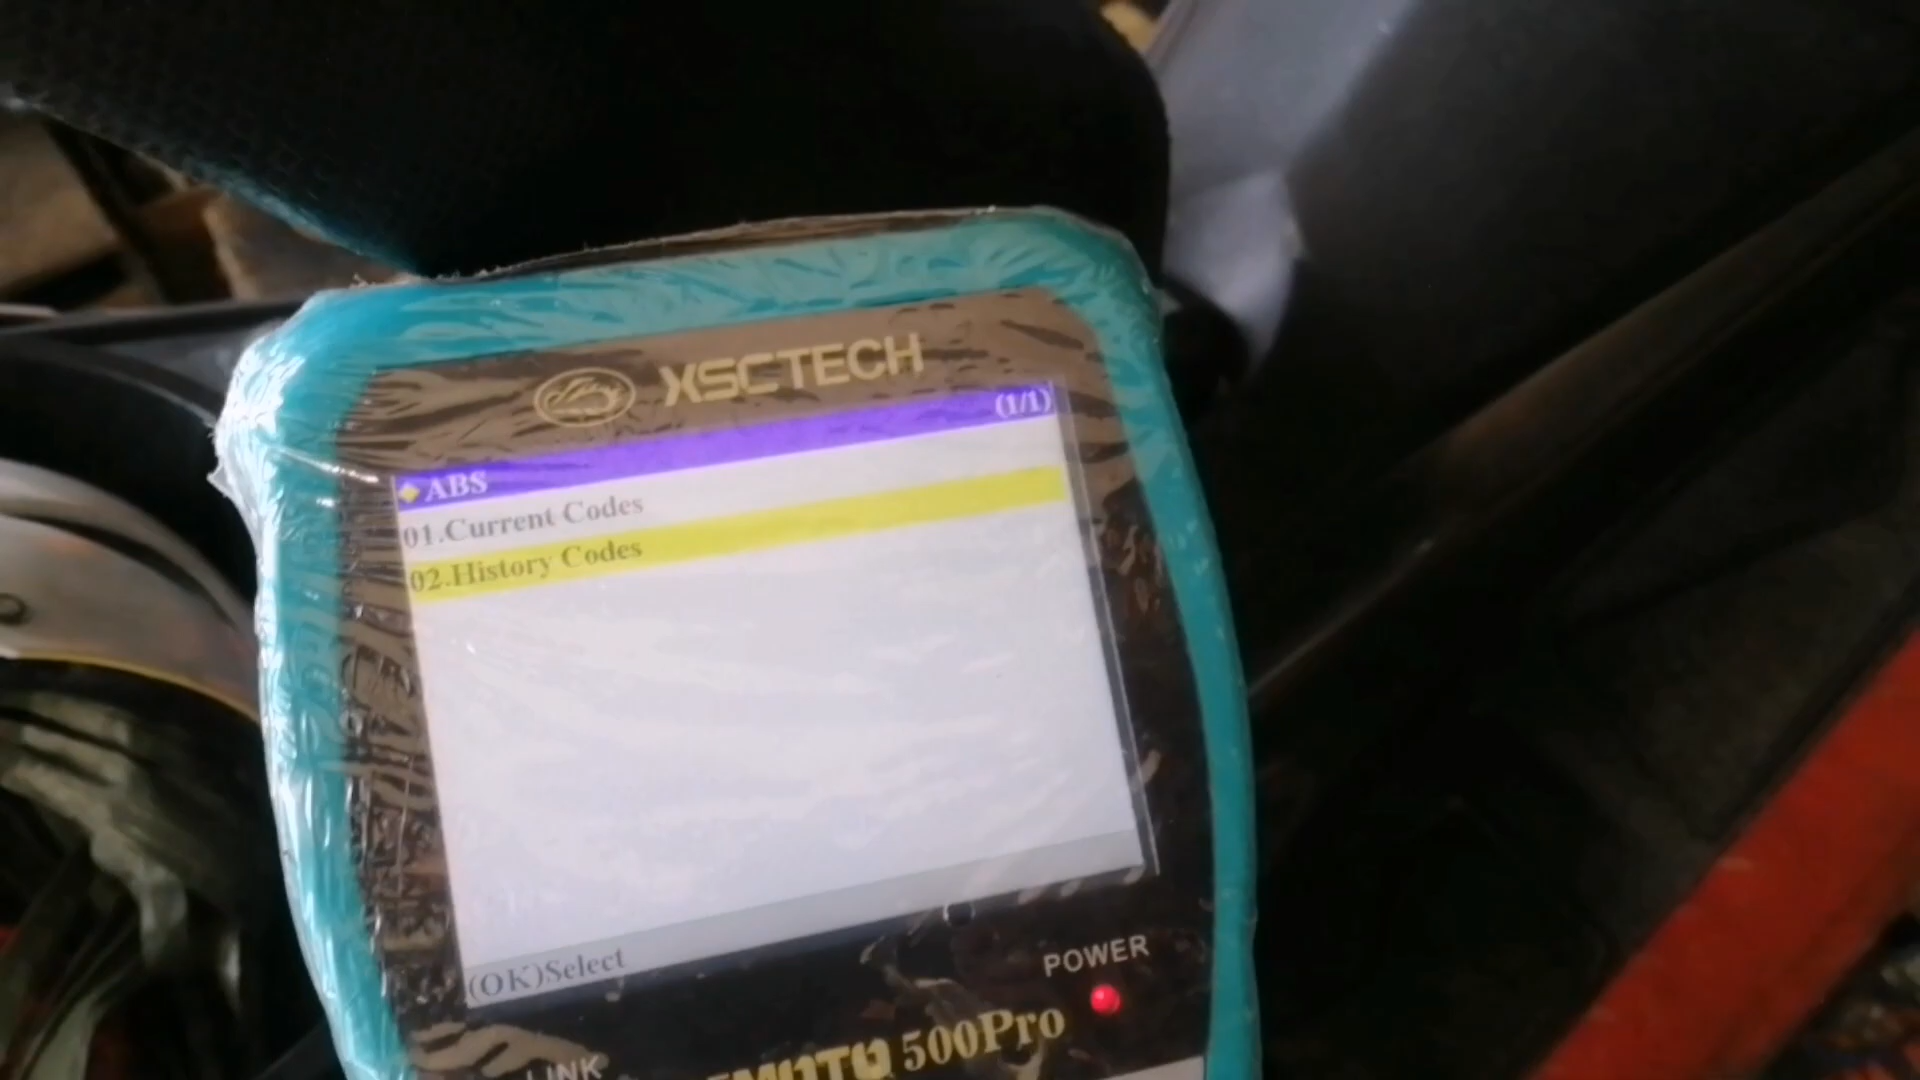 XSCTECH
ABS (1/1)
01.Current Codes
02.History Codes
(OK)Select
POWER
500Pro
LINK